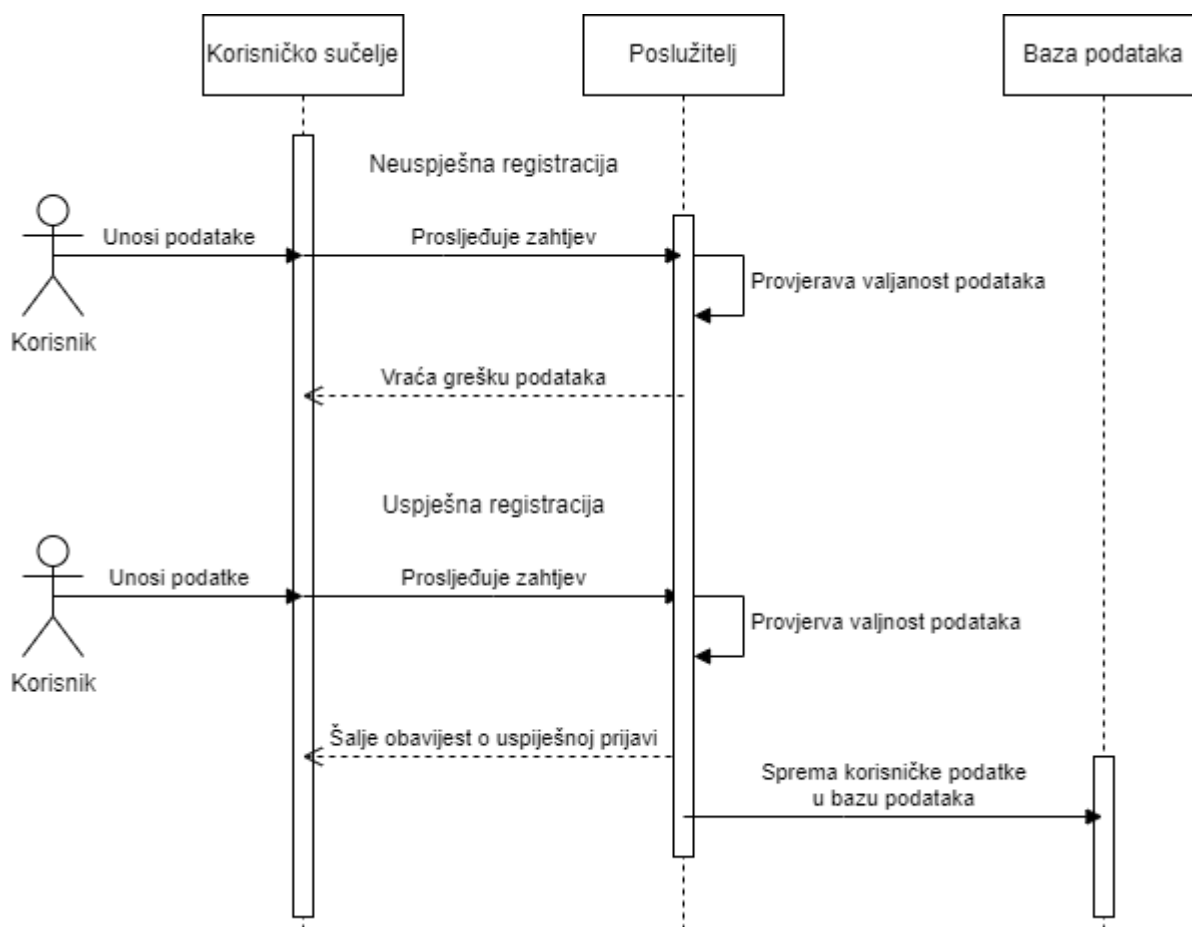 Korisničko sučelje
Poslužitelj
Baza podataka
Neuspješna registracija
Unosi podatake
Prosljeđuje zahtjev
Provjerava valjanost podataka
Korisnik
Vraća grešku podataka
Uspješna registracija
Unosi podatke
Prosljeđuje zahtjev
Provjerva valjnost podataka
Korisnik
Šalje obavijest o uspiješnoj prijavi
Sprema korisničke podatke
u bazu podataka